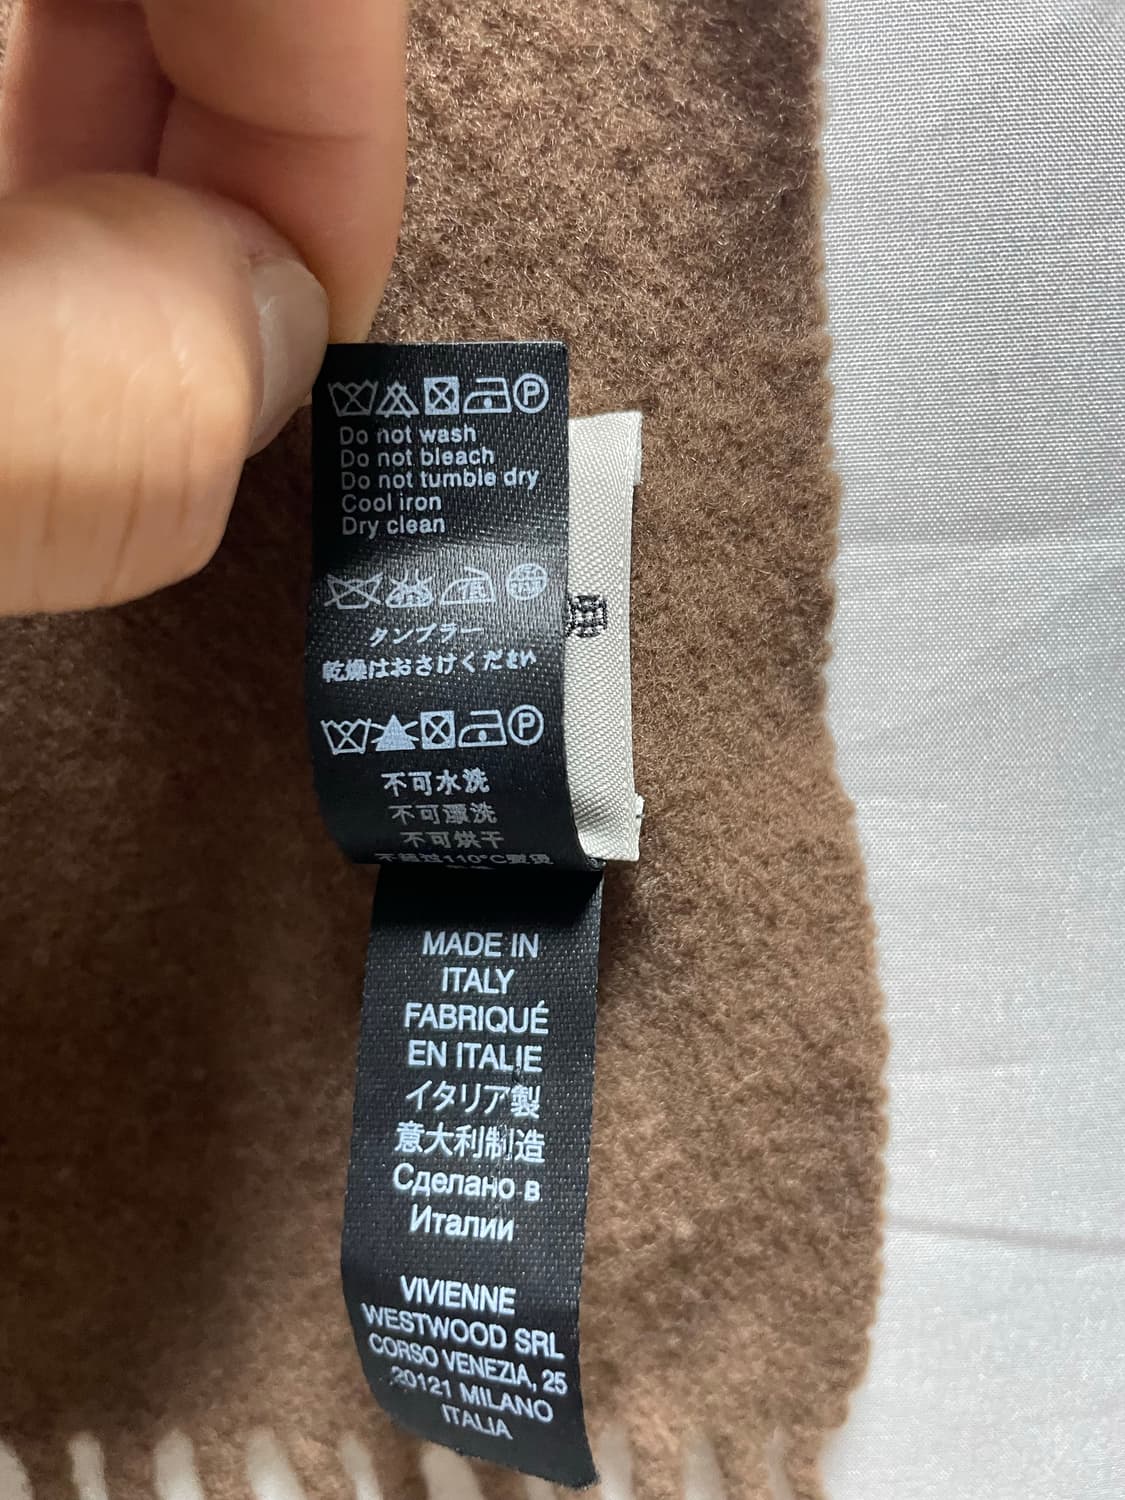 Do not wash
Do not bleach
Do not tumble dry
Cool iron
Dry clean
タンブラー
乾燥はおさけください
不可水洗
不可漂洗
不可烘干
110°C
MADE IN
ITALY
FABRIQUÉ
EN ITALIE
イタリア製
意大利制造
Сделано в
Италии
VIVIENNE
WESTWOOD SRL
CORSO VENEZIA, 25
20121 MILANO
ITALIA